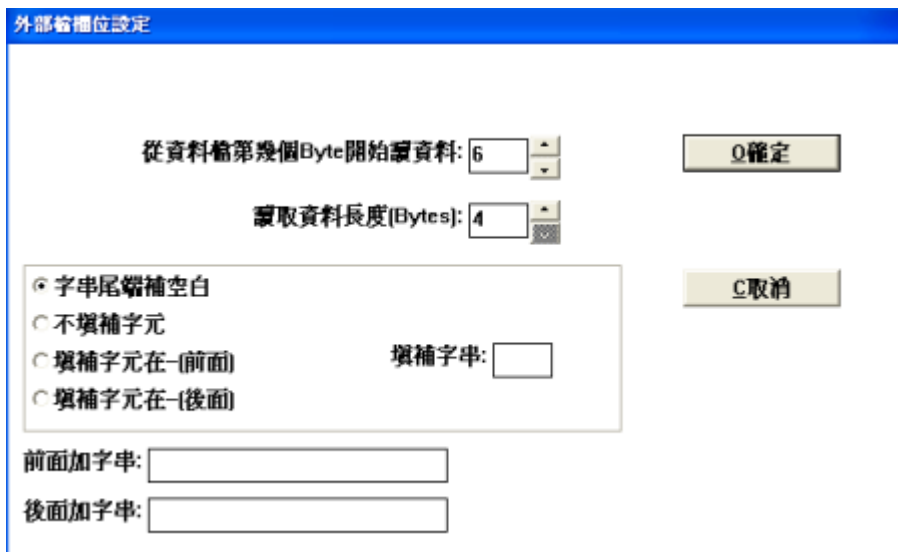 外部檔欄位設定
從資料檔第幾個Byte開始讀資料: 6
O確定
讀取資料長度(Bytes): 4
字串尾端補空白
C取消
不填補字元
填補字元在-(前面)
填補字串:
填補字元在-(後面)
前面加字串:
後面加字串: